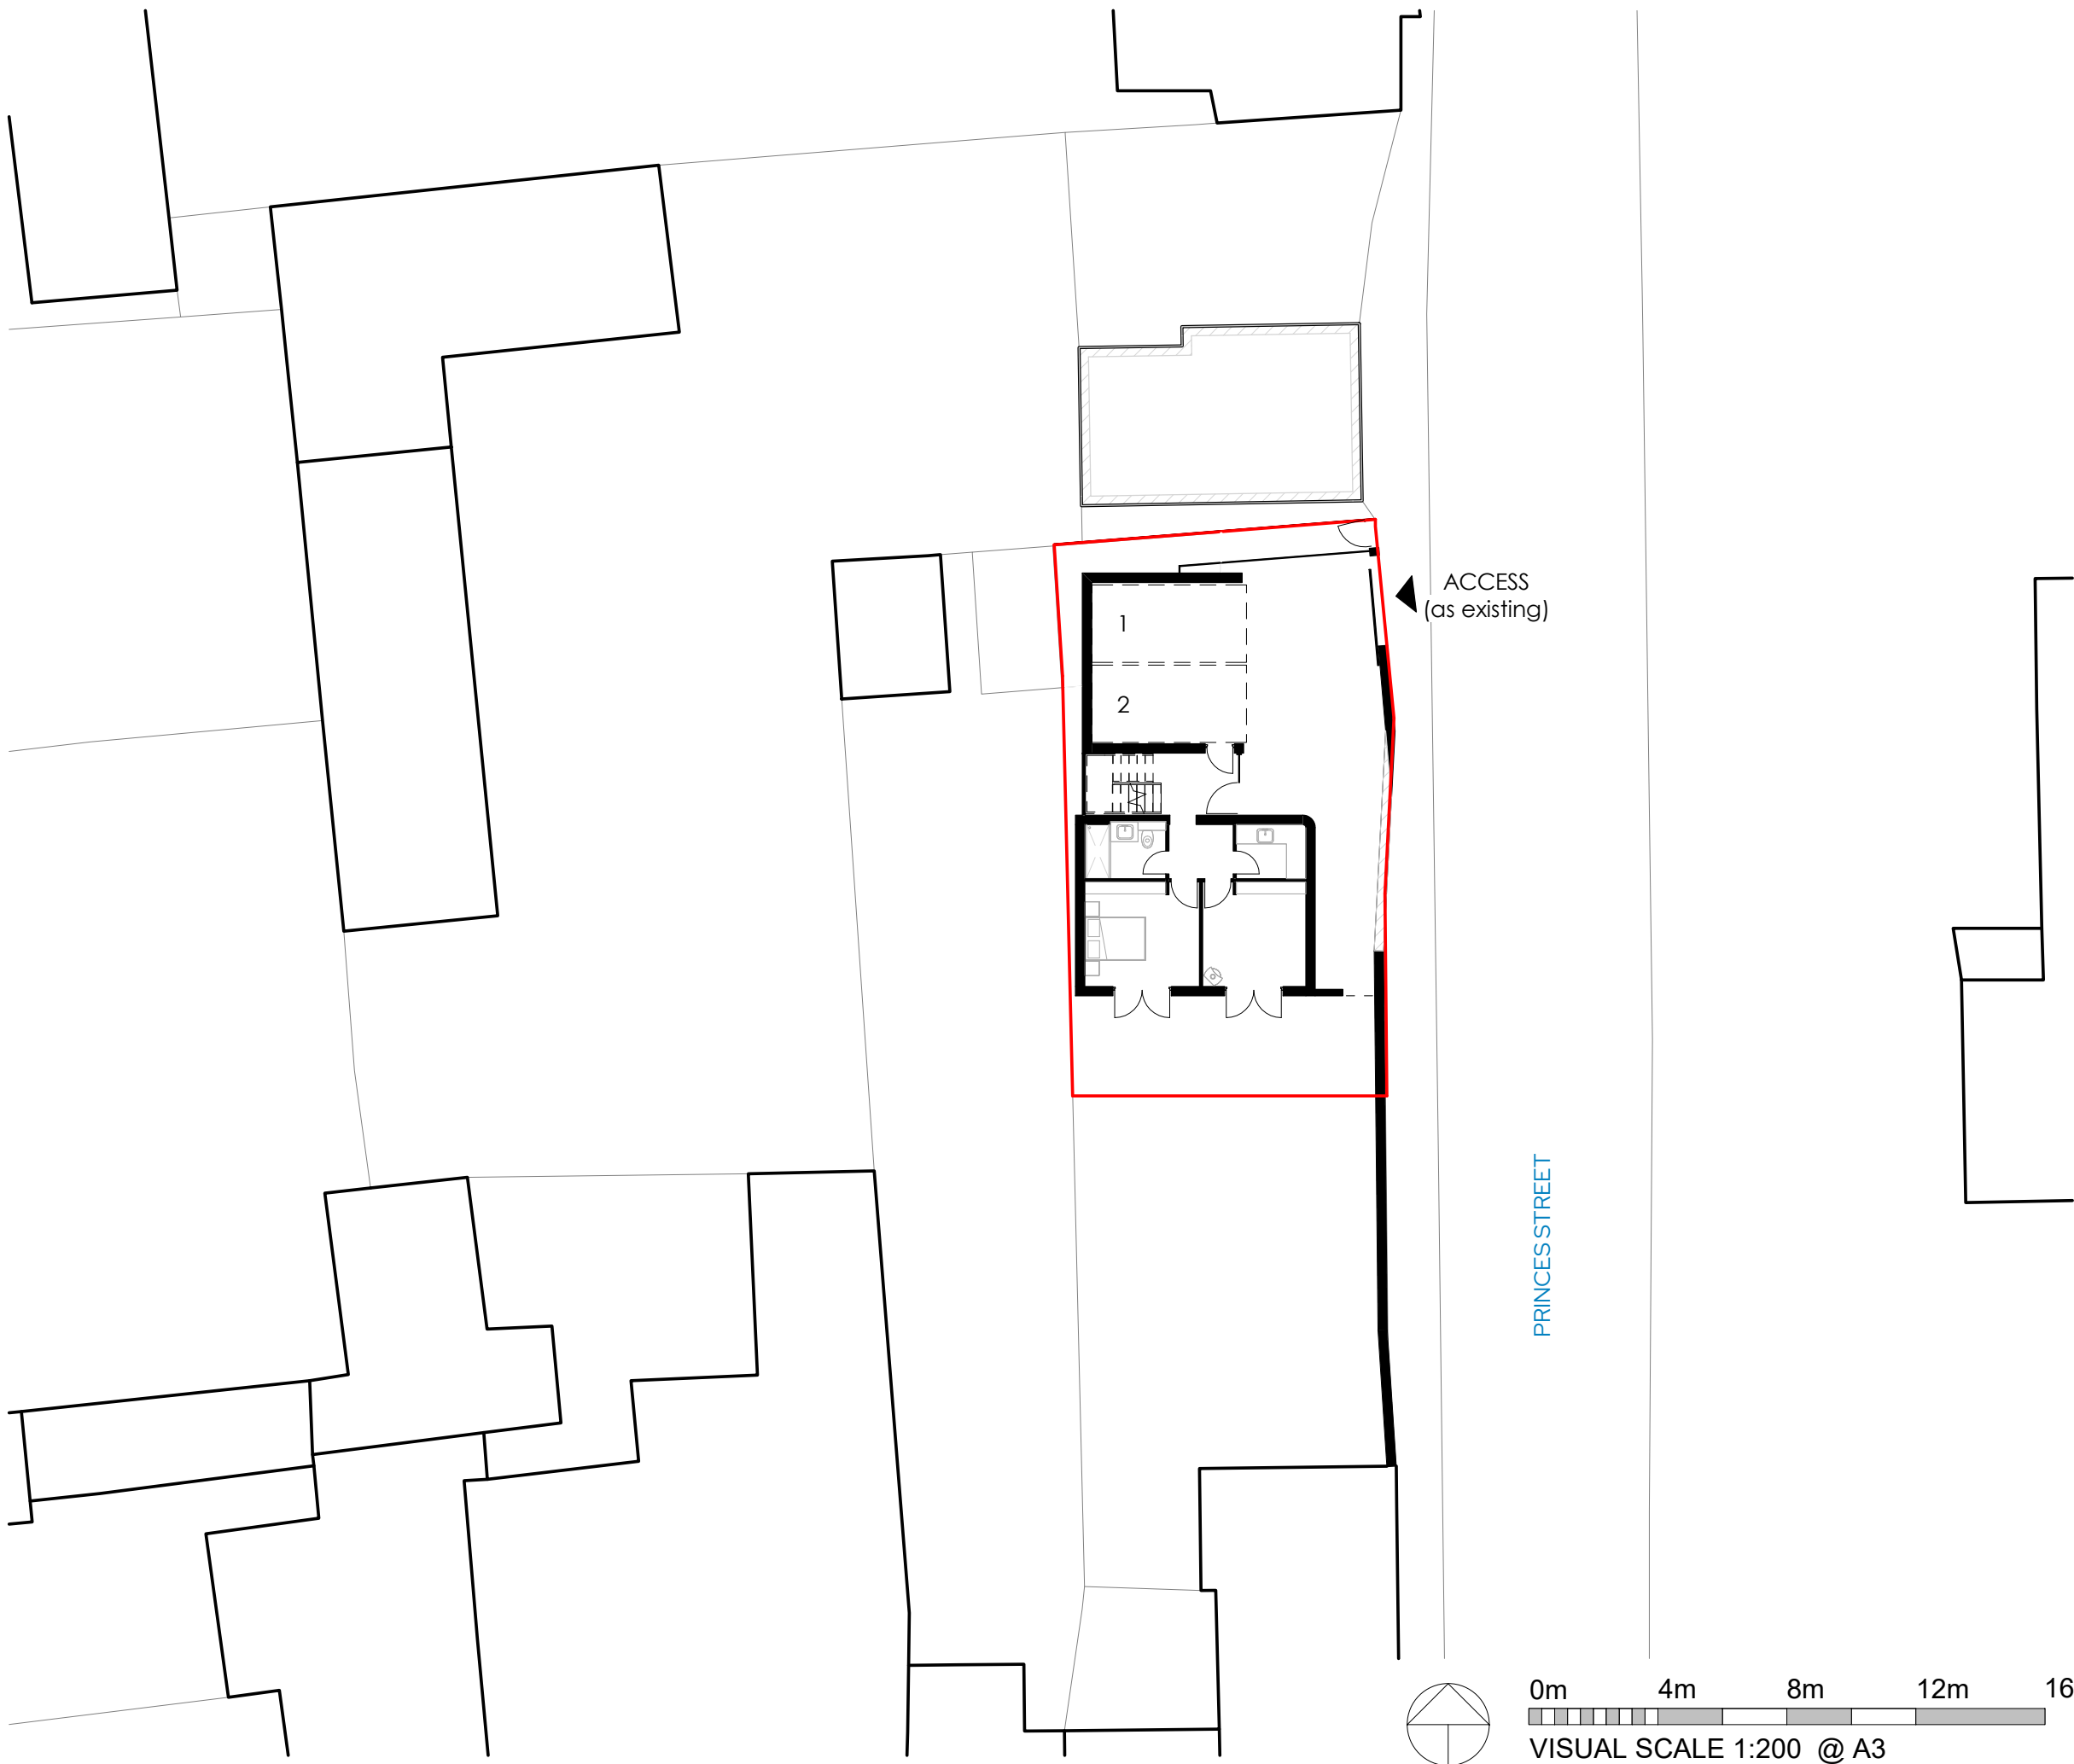 ACCESS
(as existing)
1
2
PRINCES STREET
0m 4m 8m 12m 16
VISUAL SCALE 1:200 @ A3